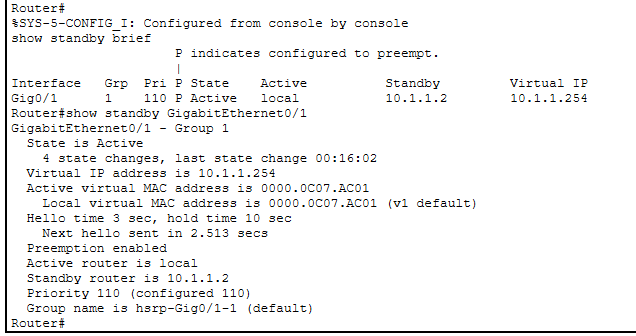 Router#
%SYS-5-CONFIG_I: Configured from console by console
show standby brief
                     P indicates configured to preempt.
                     |
Interface   Grp  Pri P State    Active          Standby         Virtual IP
Gig0/1      1    110 P Active   local           10.1.1.2        10.1.1.254
Router#show standby GigabitEthernet0/1
GigabitEthernet0/1 - Group 1
  State is Active
    4 state changes, last state change 00:16:02
  Virtual IP address is 10.1.1.254
  Active virtual MAC address is 0000.0C07.AC01
    Local virtual MAC address is 0000.0C07.AC01 (v1 default)
  Hello time 3 sec, hold time 10 sec
    Next hello sent in 2.513 secs
  Preemption enabled
  Active router is local
  Standby router is 10.1.1.2
  Priority 110 (configured 110)
  Group name is hsrp-Gig0/1-1 (default)
Router#